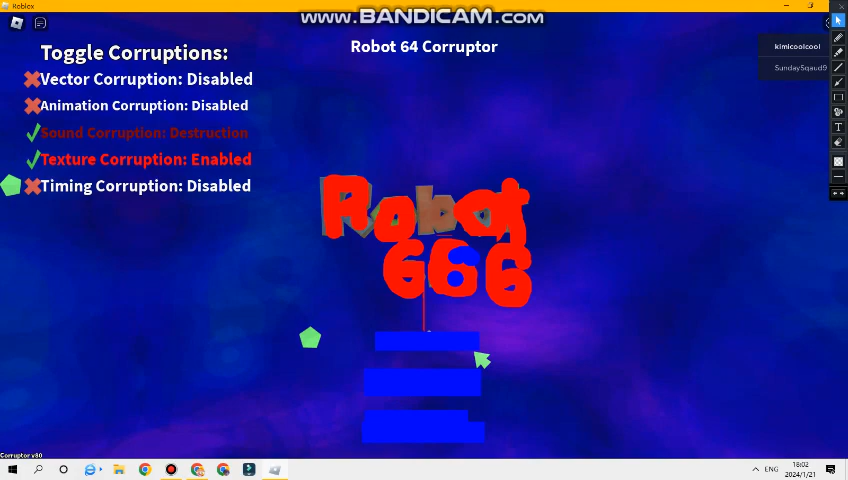 Roblox
WWW.BANDICAM.COM
Toggle Corruptions:
Robot 64 Corruptor
Vector Corruption: Disabled
Animation Corruption: Disabled
Sound Corruption: Destruction
Texture Corruption: Enabled
Timing Corruption: Disabled
kimicoolcool
SundaySqaud9
T
Robot
666
Corruptor v80
ENG
18:02
2024/1/21